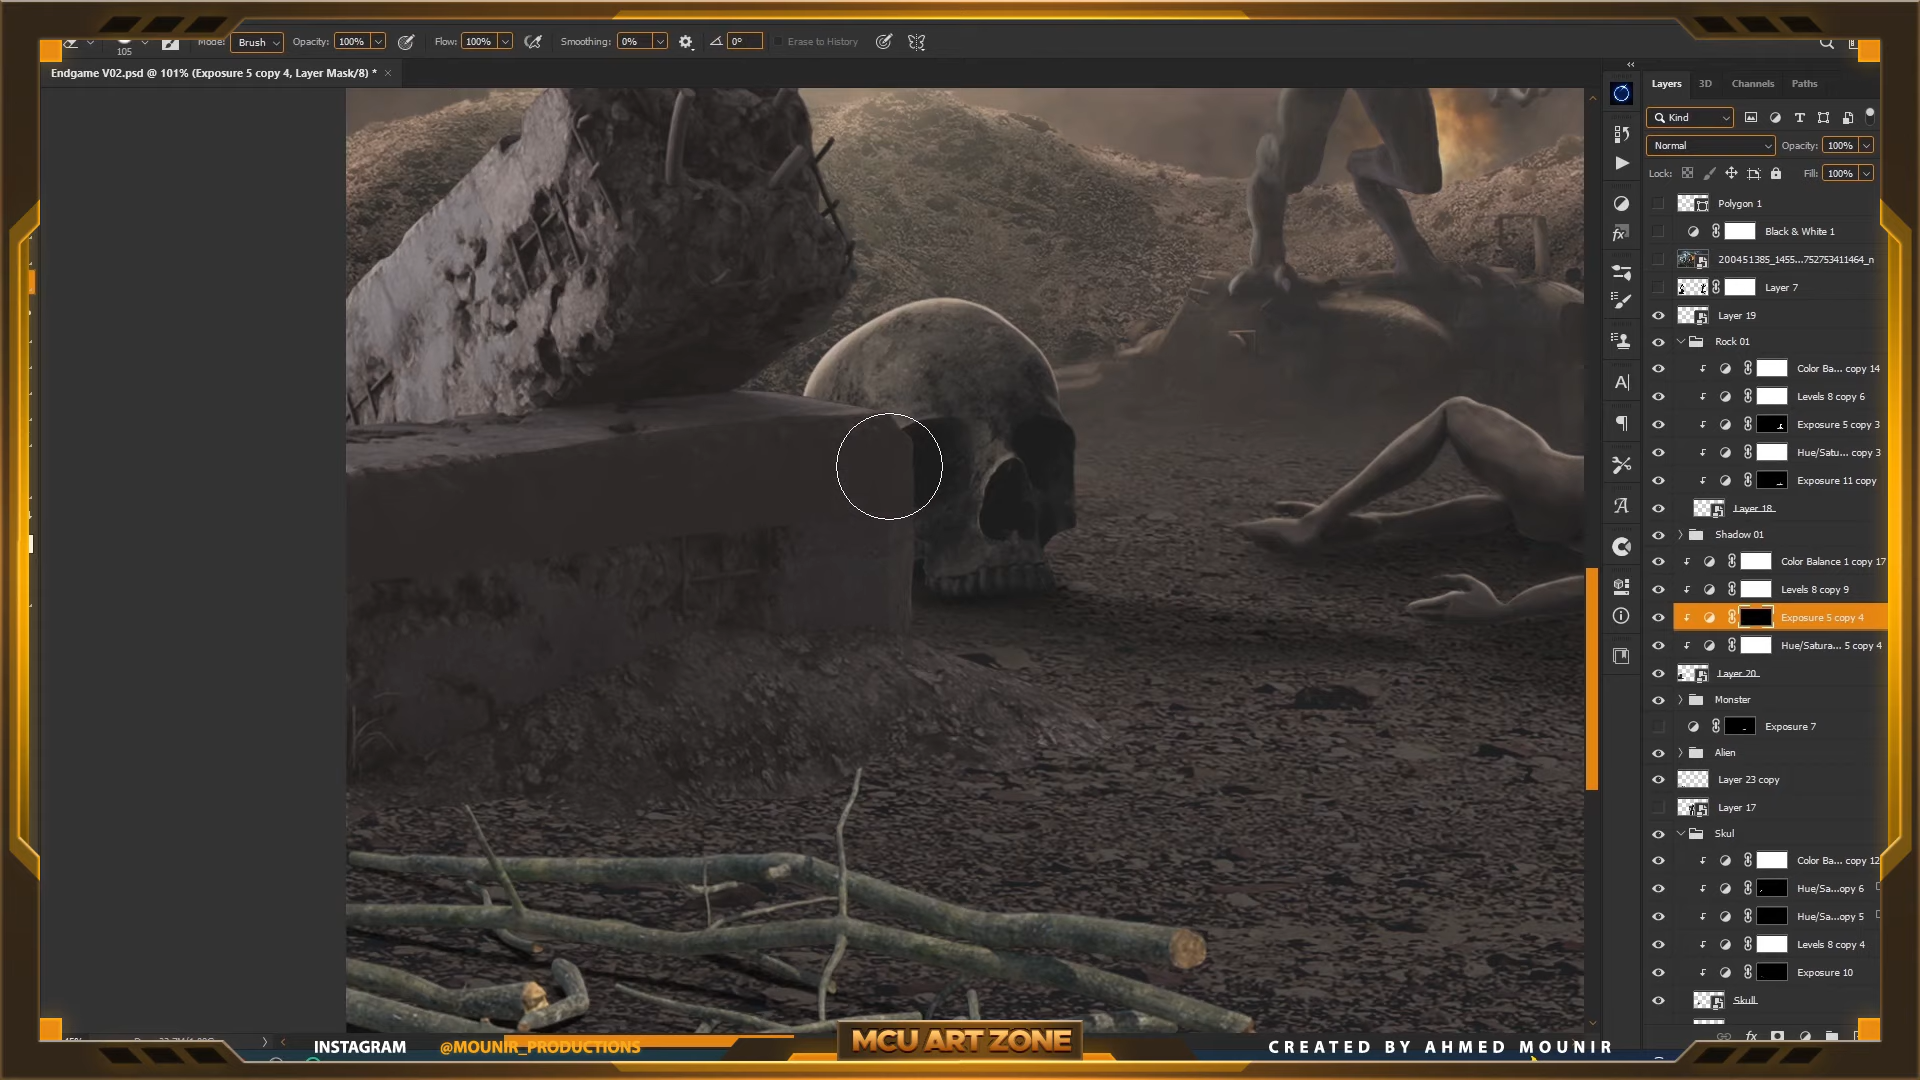 105
Mode: Brush Opacity: 100% Flow: 100% Smoothing: 0% 0° Erase to History
Endgame V02.psd @ 101% (Exposure 5 copy 4, Layer Mask/8) * ×
Layers 3D Channels Paths
Kind
Normal Opacity: 100%
Lock: Fill: 100%
Polygon 1
Black & White 1
200451385_1455...752753411464_n
Layer 7
Layer 19
Rock 01
Color Ba... copy 14
Levels 8 copy 6
Exposure 5 copy 3
Hue/Satu... copy 3
Exposure 11 copy
Layer 18
Shadow 01
Color Balance 1 copy 17
Levels 8 copy 9
Exposure 5 copy 4
Hue/Satura... 5 copy 4
Layer 20
Monster
Exposure 7
Alien
Layer 23 copy
Layer 17
Skul
Color Ba... copy 12
Hue/Sa...opy 6
Hue/Sa...opy 5
Levels 8 copy 4
Exposure 10
Skull
INSTAGRAM @MOUNIR_PRODUCTIONS
MCU ART ZONE
CREATED BY AHMED MOUNIR